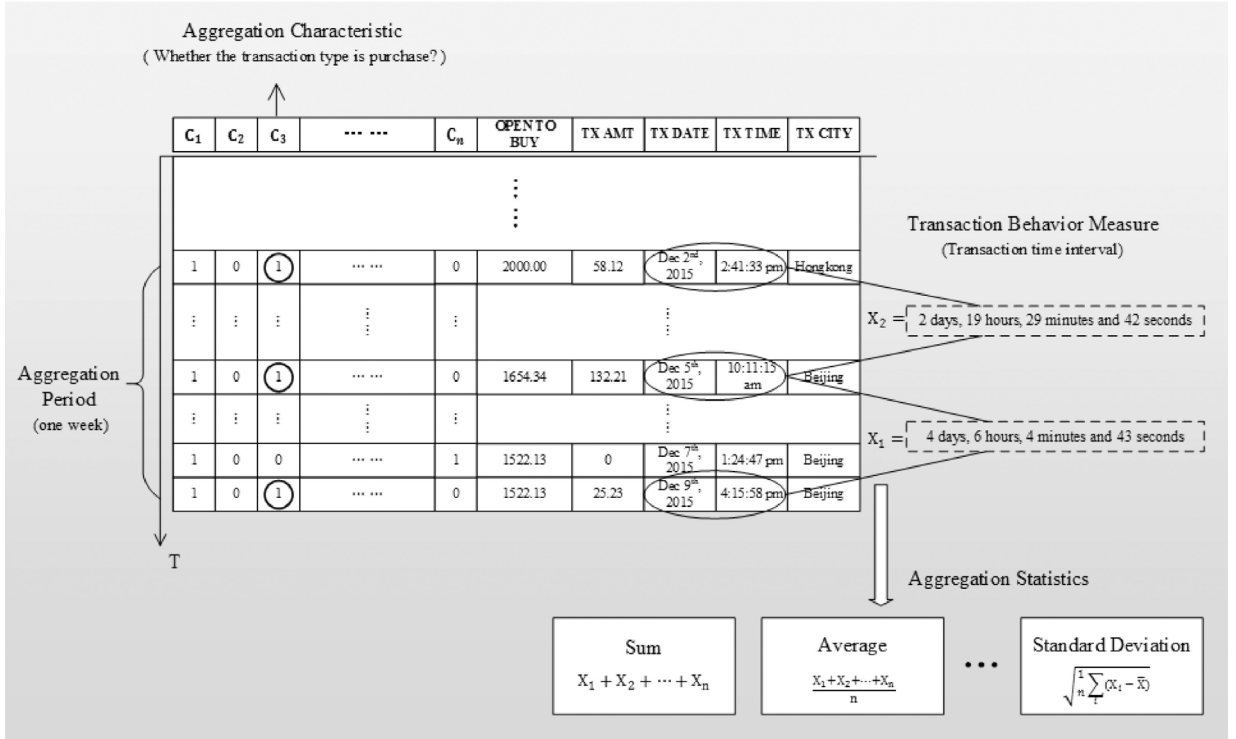 Aggregation Characteristic
( Whether the transaction type is purchase? )
C₁ C₂ C₃ ··· ··· Cₙ OPEN TO BUY TX AMT TX DATE TX TIME TX CITY
⋮
⋮
Transaction Behavior Measure
(Transaction time interval)
1 0 1 ··· ··· 0 2000.00 58.12 Dec 2ⁿᵈ, 2015 2:41:33 pm Hongkong
⋮ ⋮ ⋮ ⋮ ⋮ ⋮
X₂ = 2 days, 19 hours, 29 minutes and 42 seconds
Aggregation
Period
(one week)
1 0 1 ··· ··· 0 1654.34 132.21 Dec 5ᵗʰ, 2015 10:11:15 am Beijing
⋮ ⋮ ⋮ ⋮ ⋮ ⋮
X₁ = 4 days, 6 hours, 4 minutes and 43 seconds
1 0 0 ··· ··· 1 1522.13 0 Dec 7ᵗʰ, 2015 1:24:47 pm Beijing
1 0 1 ··· ··· 0 1522.13 25.23 Dec 9ᵗʰ, 2015 4:15:58 pm Beijing
T
Aggregation Statistics
Sum
X₁ + X₂ + ··· + Xₙ
Average
X₁+X₂+···+Xₙ
n
•••
Standard Deviation
√(1/n ∑ᵢ(Xᵢ − X̄))